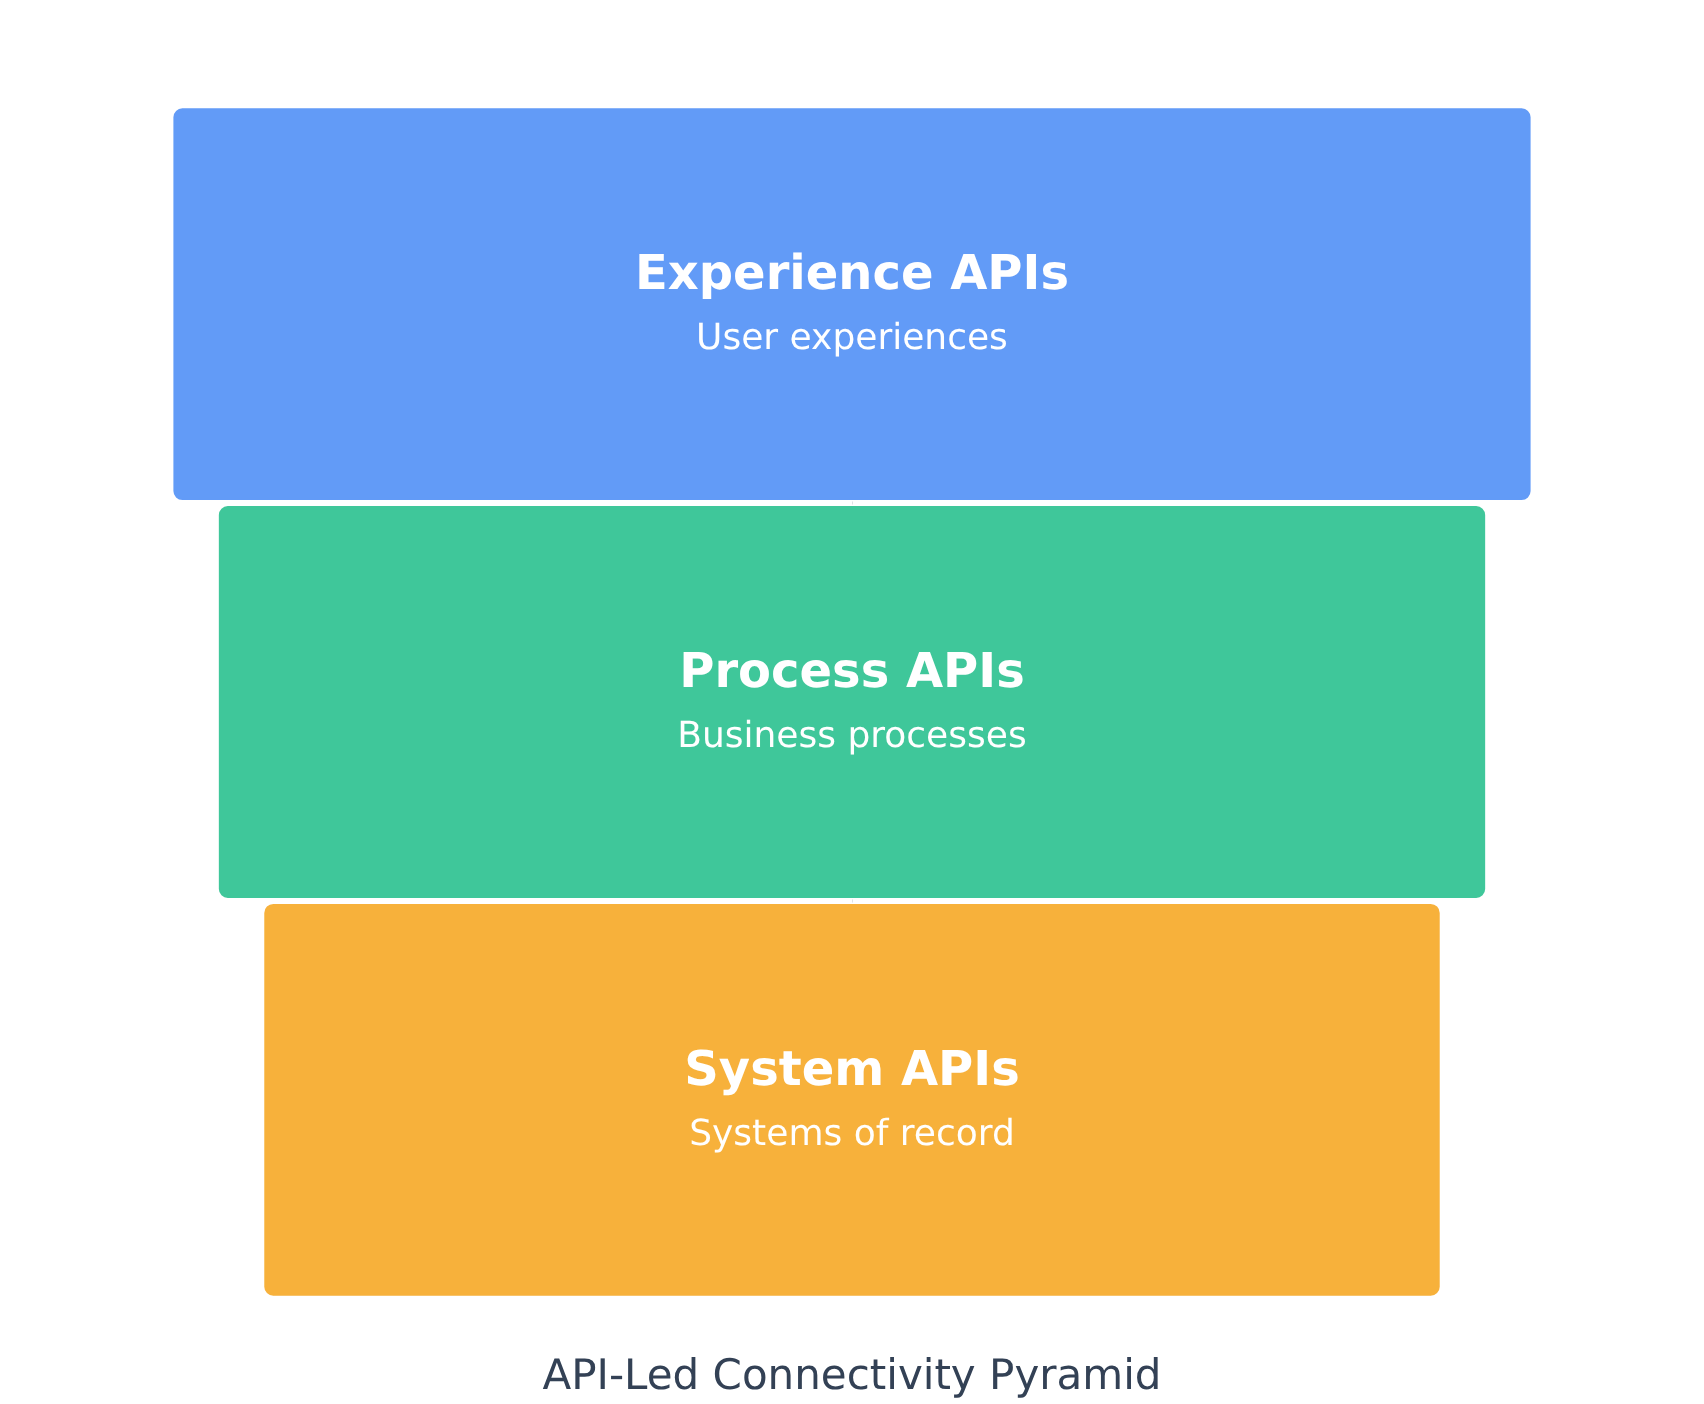 Experience APIs
User experiences
Process APIs
Business processes
System APIs
Systems of record
API-Led Connectivity Pyramid